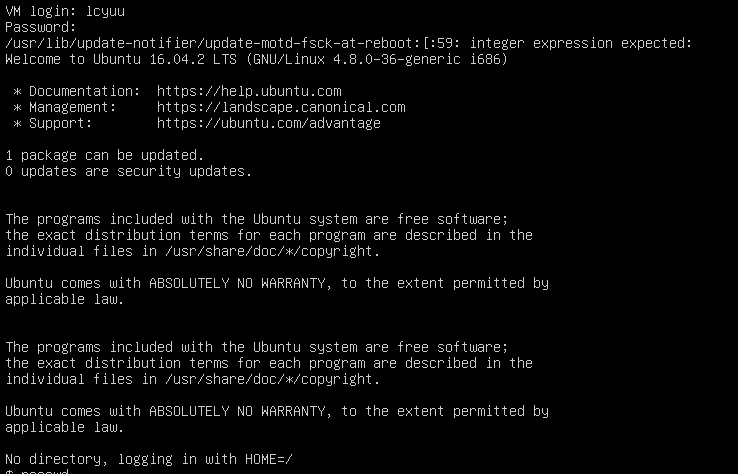 VM login: lcyuu
Password:
/usr/lib/update-notifier/update-motd-fsck-at-reboot:[:59: integer expression expected:
Welcome to Ubuntu 16.04.2 LTS (GNU/Linux 4.8.0-36-generic i686)
* Documentation:  https://help.ubuntu.com
* Management:     https://landscape.canonical.com
* Support:        https://ubuntu.com/advantage
1 package can be updated.
0 updates are security updates.
The programs included with the Ubuntu system are free software;
the exact distribution terms for each program are described in the
individual files in /usr/share/doc/*/copyright.
Ubuntu comes with ABSOLUTELY NO WARRANTY, to the extent permitted by
applicable law.
The programs included with the Ubuntu system are free software;
the exact distribution terms for each program are described in the
individual files in /usr/share/doc/*/copyright.
Ubuntu comes with ABSOLUTELY NO WARRANTY, to the extent permitted by
applicable law.
No directory, logging in with HOME=/
$ passwd